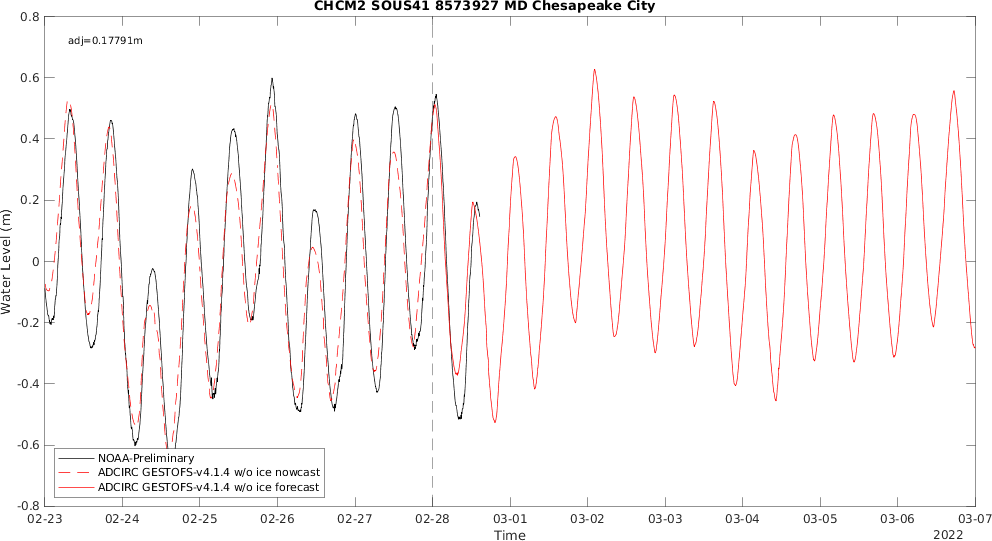 CHCM2 SOUS41 8573927 MD Chesapeake City
adj=0.17791m
Water Level (m)
0.8
0.6
0.4
0.2
0
-0.2
-0.4
-0.6
-0.8
NOAA-Preliminary
ADCIRC GESTOFS-v4.1.4 w/o ice nowcast
ADCIRC GESTOFS-v4.1.4 w/o ice forecast
02-23 02-24 02-25 02-26 02-27 02-28 03-01 03-02 03-03 03-04 03-05 03-06 03-07
Time
2022